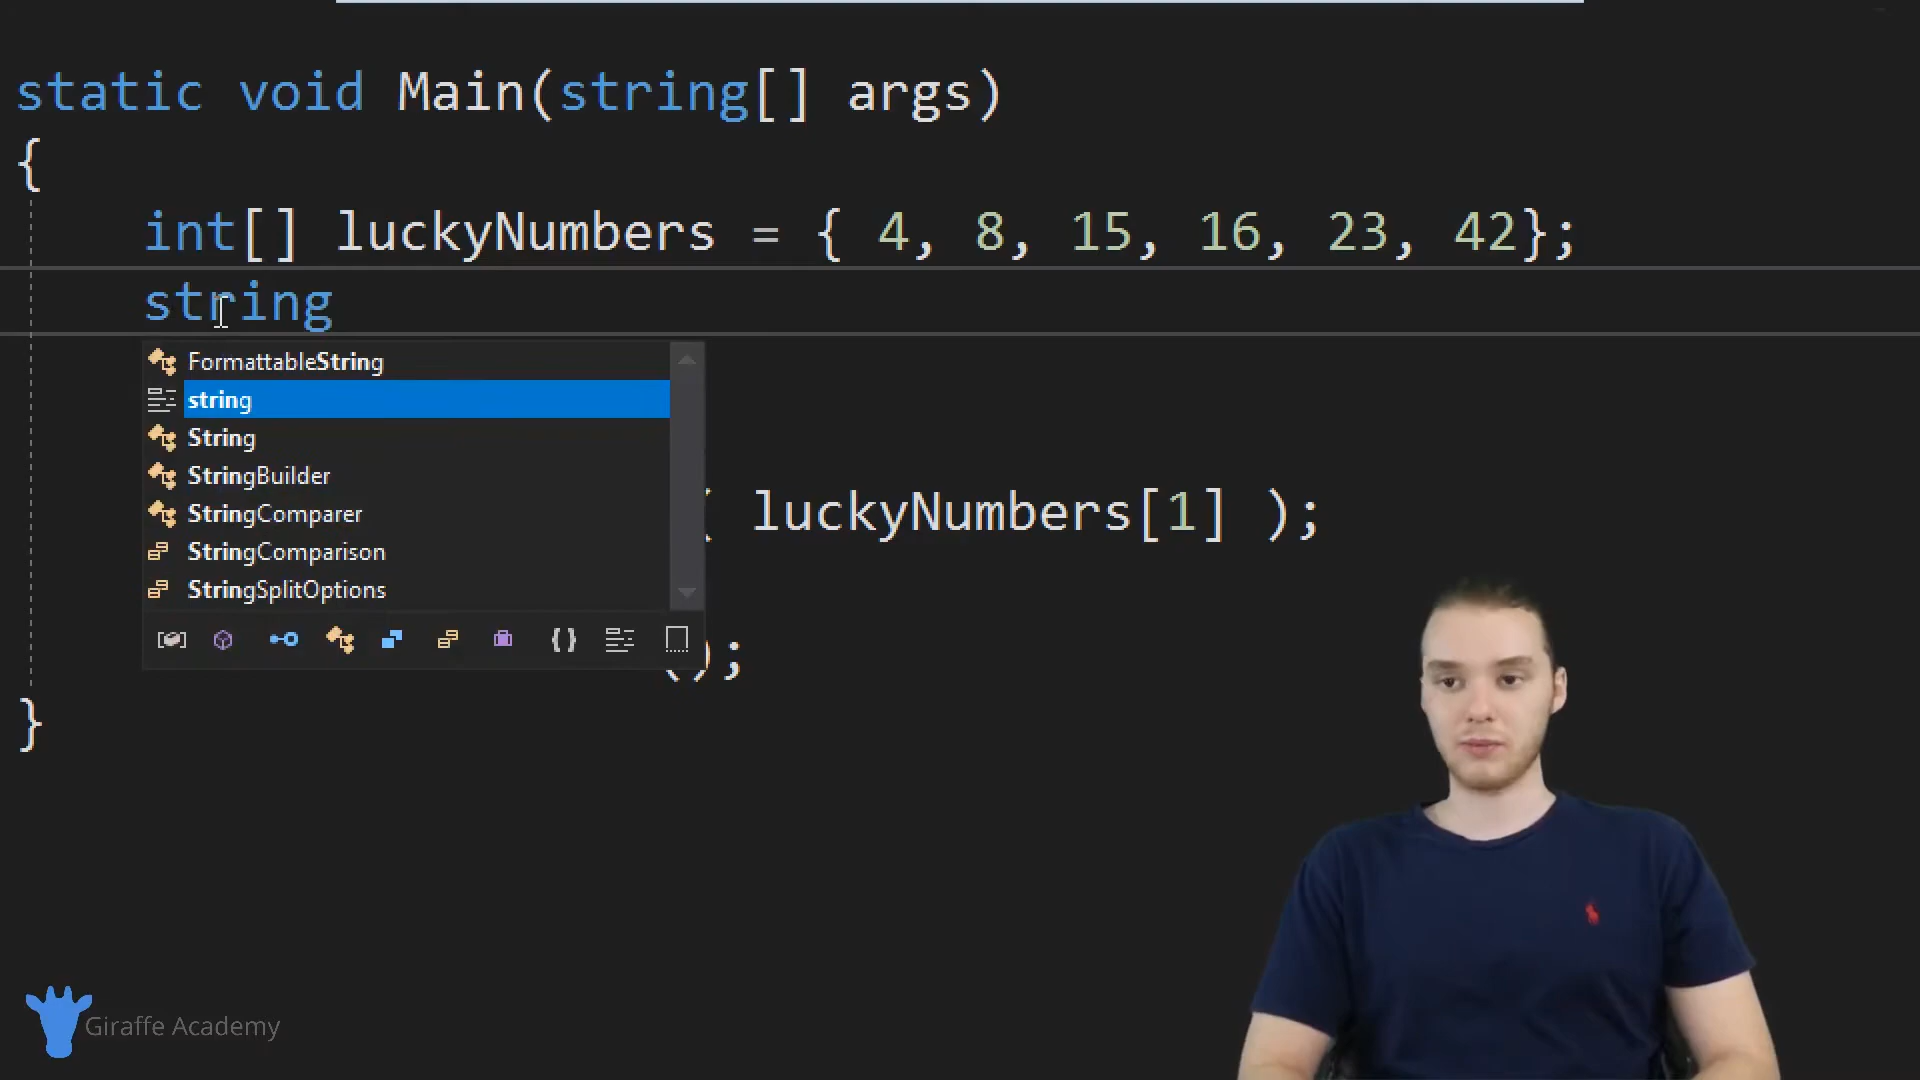 static void Main(string[] args)
{
int[] luckyNumbers = { 4, 8, 15, 16, 23, 42};
string
FormattableString
string
String
StringBuilder
StringComparer
StringComparison
StringSplitOptions
( luckyNumbers[1] );
();
}
Giraffe Academy